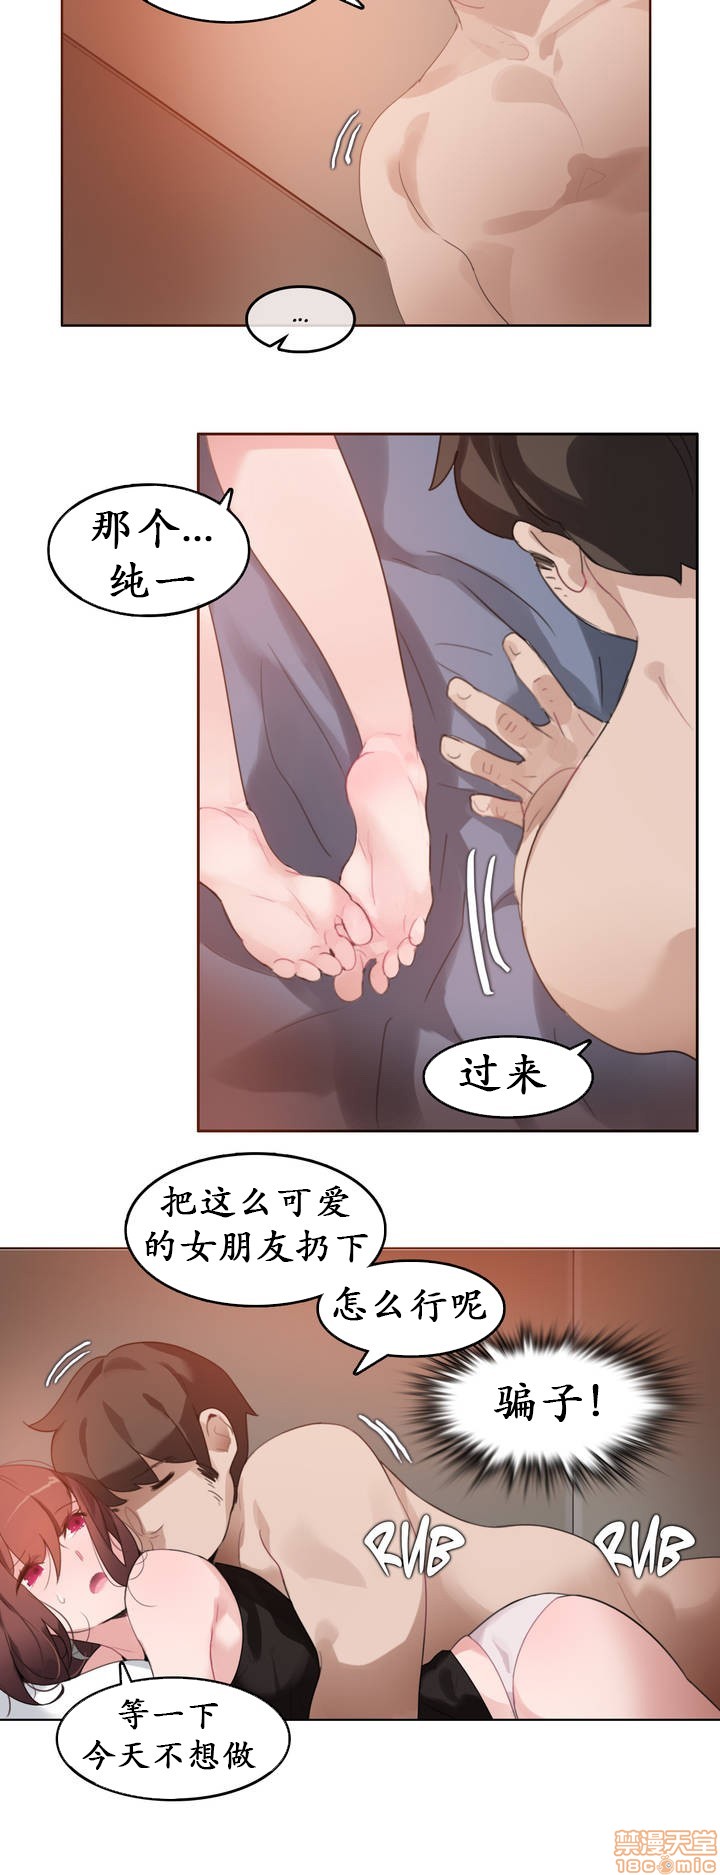 ...
那个...
纯一
过来
把这么可爱
的女朋友扔下
怎么行呢
骗子!
RUB
RUB
等一下
今天不想做
禁漫天堂
18comic